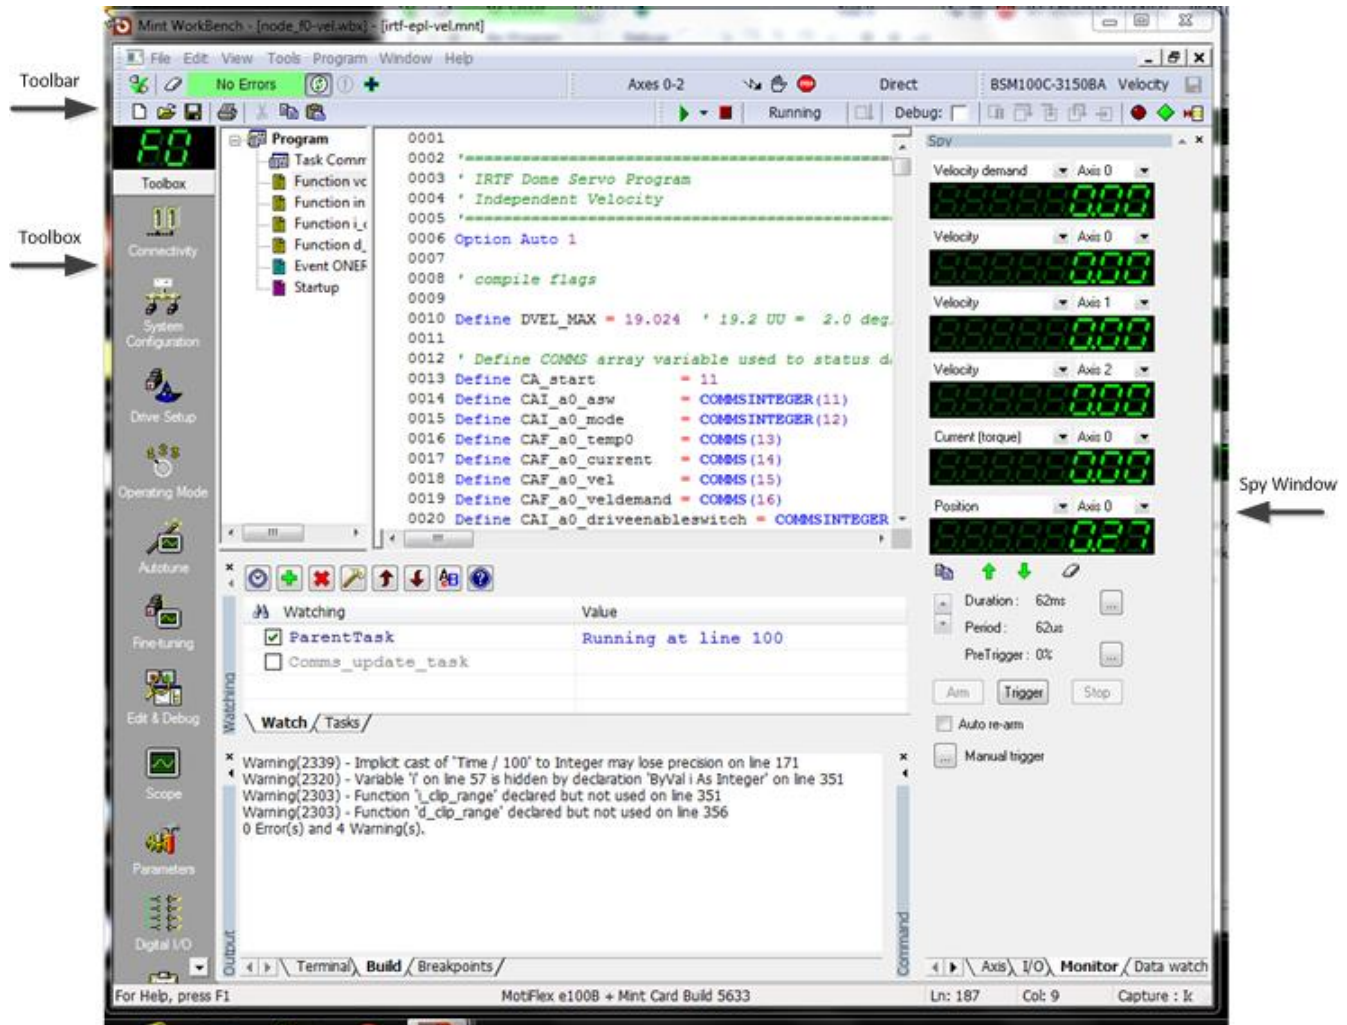 Mint WorkBench - [node_f0-vel.wbx] - [irtf-epl-vel.mnt]
File Edit View Tools Program Window Help
Toolbar
No Errors
Axes 0-2
Direct
BSM100C-3150BA Velocity
Running
Debug:
F0
Toolbox
Toolbox
Connectivity
System
Configuration
Drive Setup
Operating Mode
Autotune
Fine-tuning
Edit & Debug
Scope
Parameters
Digital I/O
Program
Task Comm
Function vc
Function in
Function i_c
Function d_
Event ONER
Startup
0001
0002 '==============================================
0003 ' IRTF Dome Servo Program
0004 ' Independent Velocity
0005 '==============================================
0006 Option Auto 1
0007
0008 ' compile flags
0009
0010 Define DVEL_MAX = 19.024 ' 19.2 UU = 2.0 deg
0011
0012 ' Define COMMS array variable used to status d
0013 Define CA_start = 11
0014 Define CAI_a0_asw = COMMSINTEGER(11)
0015 Define CAI_a0_mode = COMMSINTEGER(12)
0016 Define CAF_a0_temp0 = COMMS(13)
0017 Define CAF_a0_current = COMMS(14)
0018 Define CAF_a0_vel = COMMS(15)
0019 Define CAF_a0_veldemand = COMMS(16)
0020 Define CAI_a0_driveenableswitch = COMMSINTEGER
Spy
Velocity demand Axis 0
0.00
Velocity Axis 0
0.00
Velocity Axis 1
0.00
Velocity Axis 2
0.00
Current (torque) Axis 0
0.00
Position Axis 0
0.27
Spy Window
Duration : 62ms ...
Period : 62us
PreTrigger : 0% ...
Arm Trigger Stop
Auto re-arm
... Manual trigger
Axis I/O Monitor Data watch
Watching Value
ParentTask Running at line 100
Comms_update_task
Watching
Watch Tasks
Warning(2339) - Implicit cast of 'Time / 100' to Integer may lose precision on line 171
Warning(2320) - Variable 'i' on line 57 is hidden by declaration 'ByVal i As Integer' on line 351
Warning(2303) - Function 'i_clip_range' declared but not used on line 351
Warning(2303) - Function 'd_clip_range' declared but not used on line 356
0 Error(s) and 4 Warning(s).
Output
Command
Terminal Build Breakpoints
For Help, press F1
MotiFlex e100B + Mint Card Build 5633
Ln: 187 Col: 9 Capture : Ic